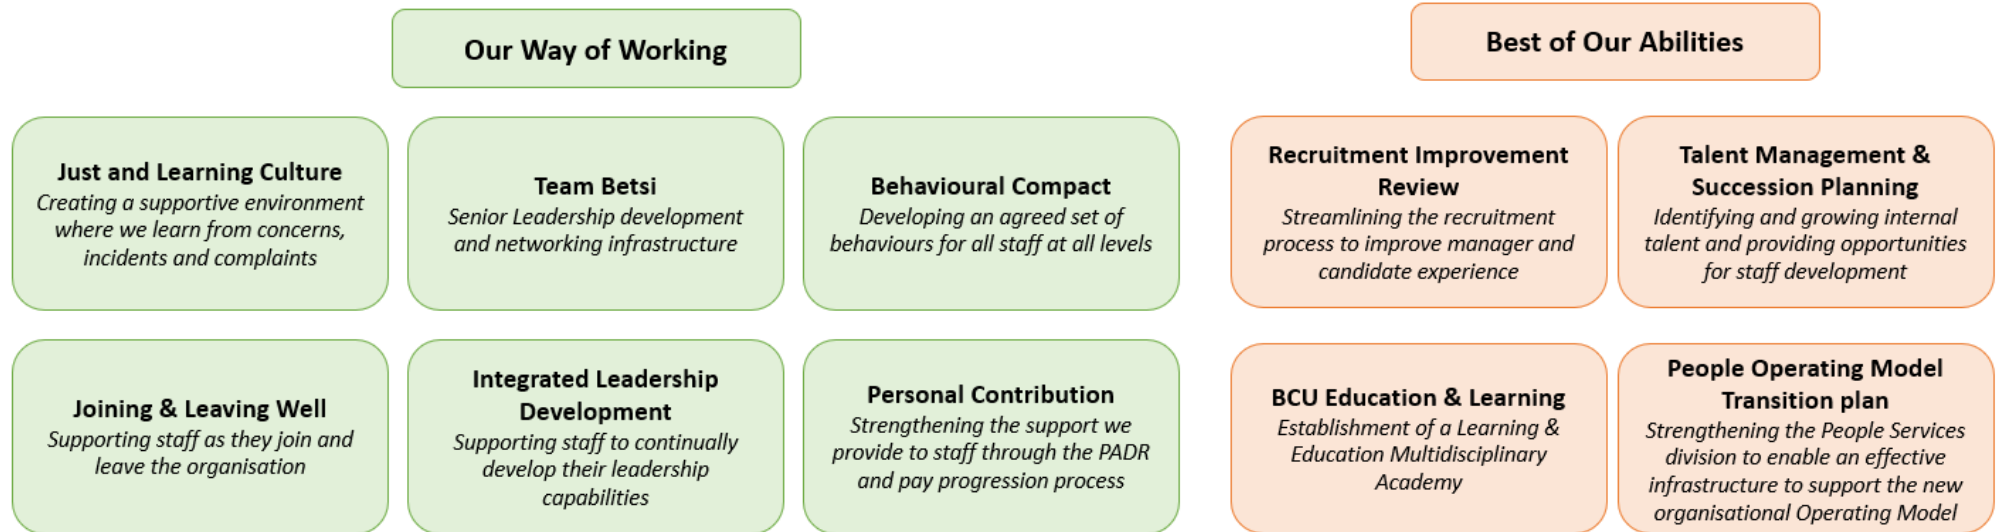 Our Way of Working
Just and Learning Culture
Creating a supportive environment
where we learn from concerns,
incidents and complaints
Team Betsi
Senior Leadership development
and networking infrastructure
Behavioural Compact
Developing an agreed set of
behaviours for all staff at all levels
Joining & Leaving Well
Supporting staff as they join and
leave the organisation
Integrated Leadership
Development
Supporting staff to continually
develop their leadership
capabilities
Personal Contribution
Strengthening the support we
provide to staff through the PADR
and pay progression process
Best of Our Abilities
Recruitment Improvement
Review
Streamlining the recruitment
process to improve manager and
candidate experience
Talent Management &
Succession Planning
Identifying and growing internal
talent and providing opportunities
for staff development
BCU Education & Learning
Establishment of a Learning &
Education Multidisciplinary
Academy
People Operating Model
Transition plan
Strengthening the People Services
division to enable an effective
infrastructure to support the new
organisational Operating Model